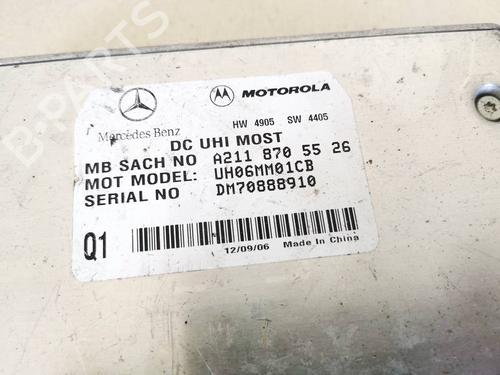 Mercedes Benz
MOTOROLA
HW 4905 SW 4405
DC UHI MOST
MB SACH NO A211 870 55 26
MOT MODEL: UH06MM01CB
SERIAL NO DM70888910
Q1
12/09/06 Made In China